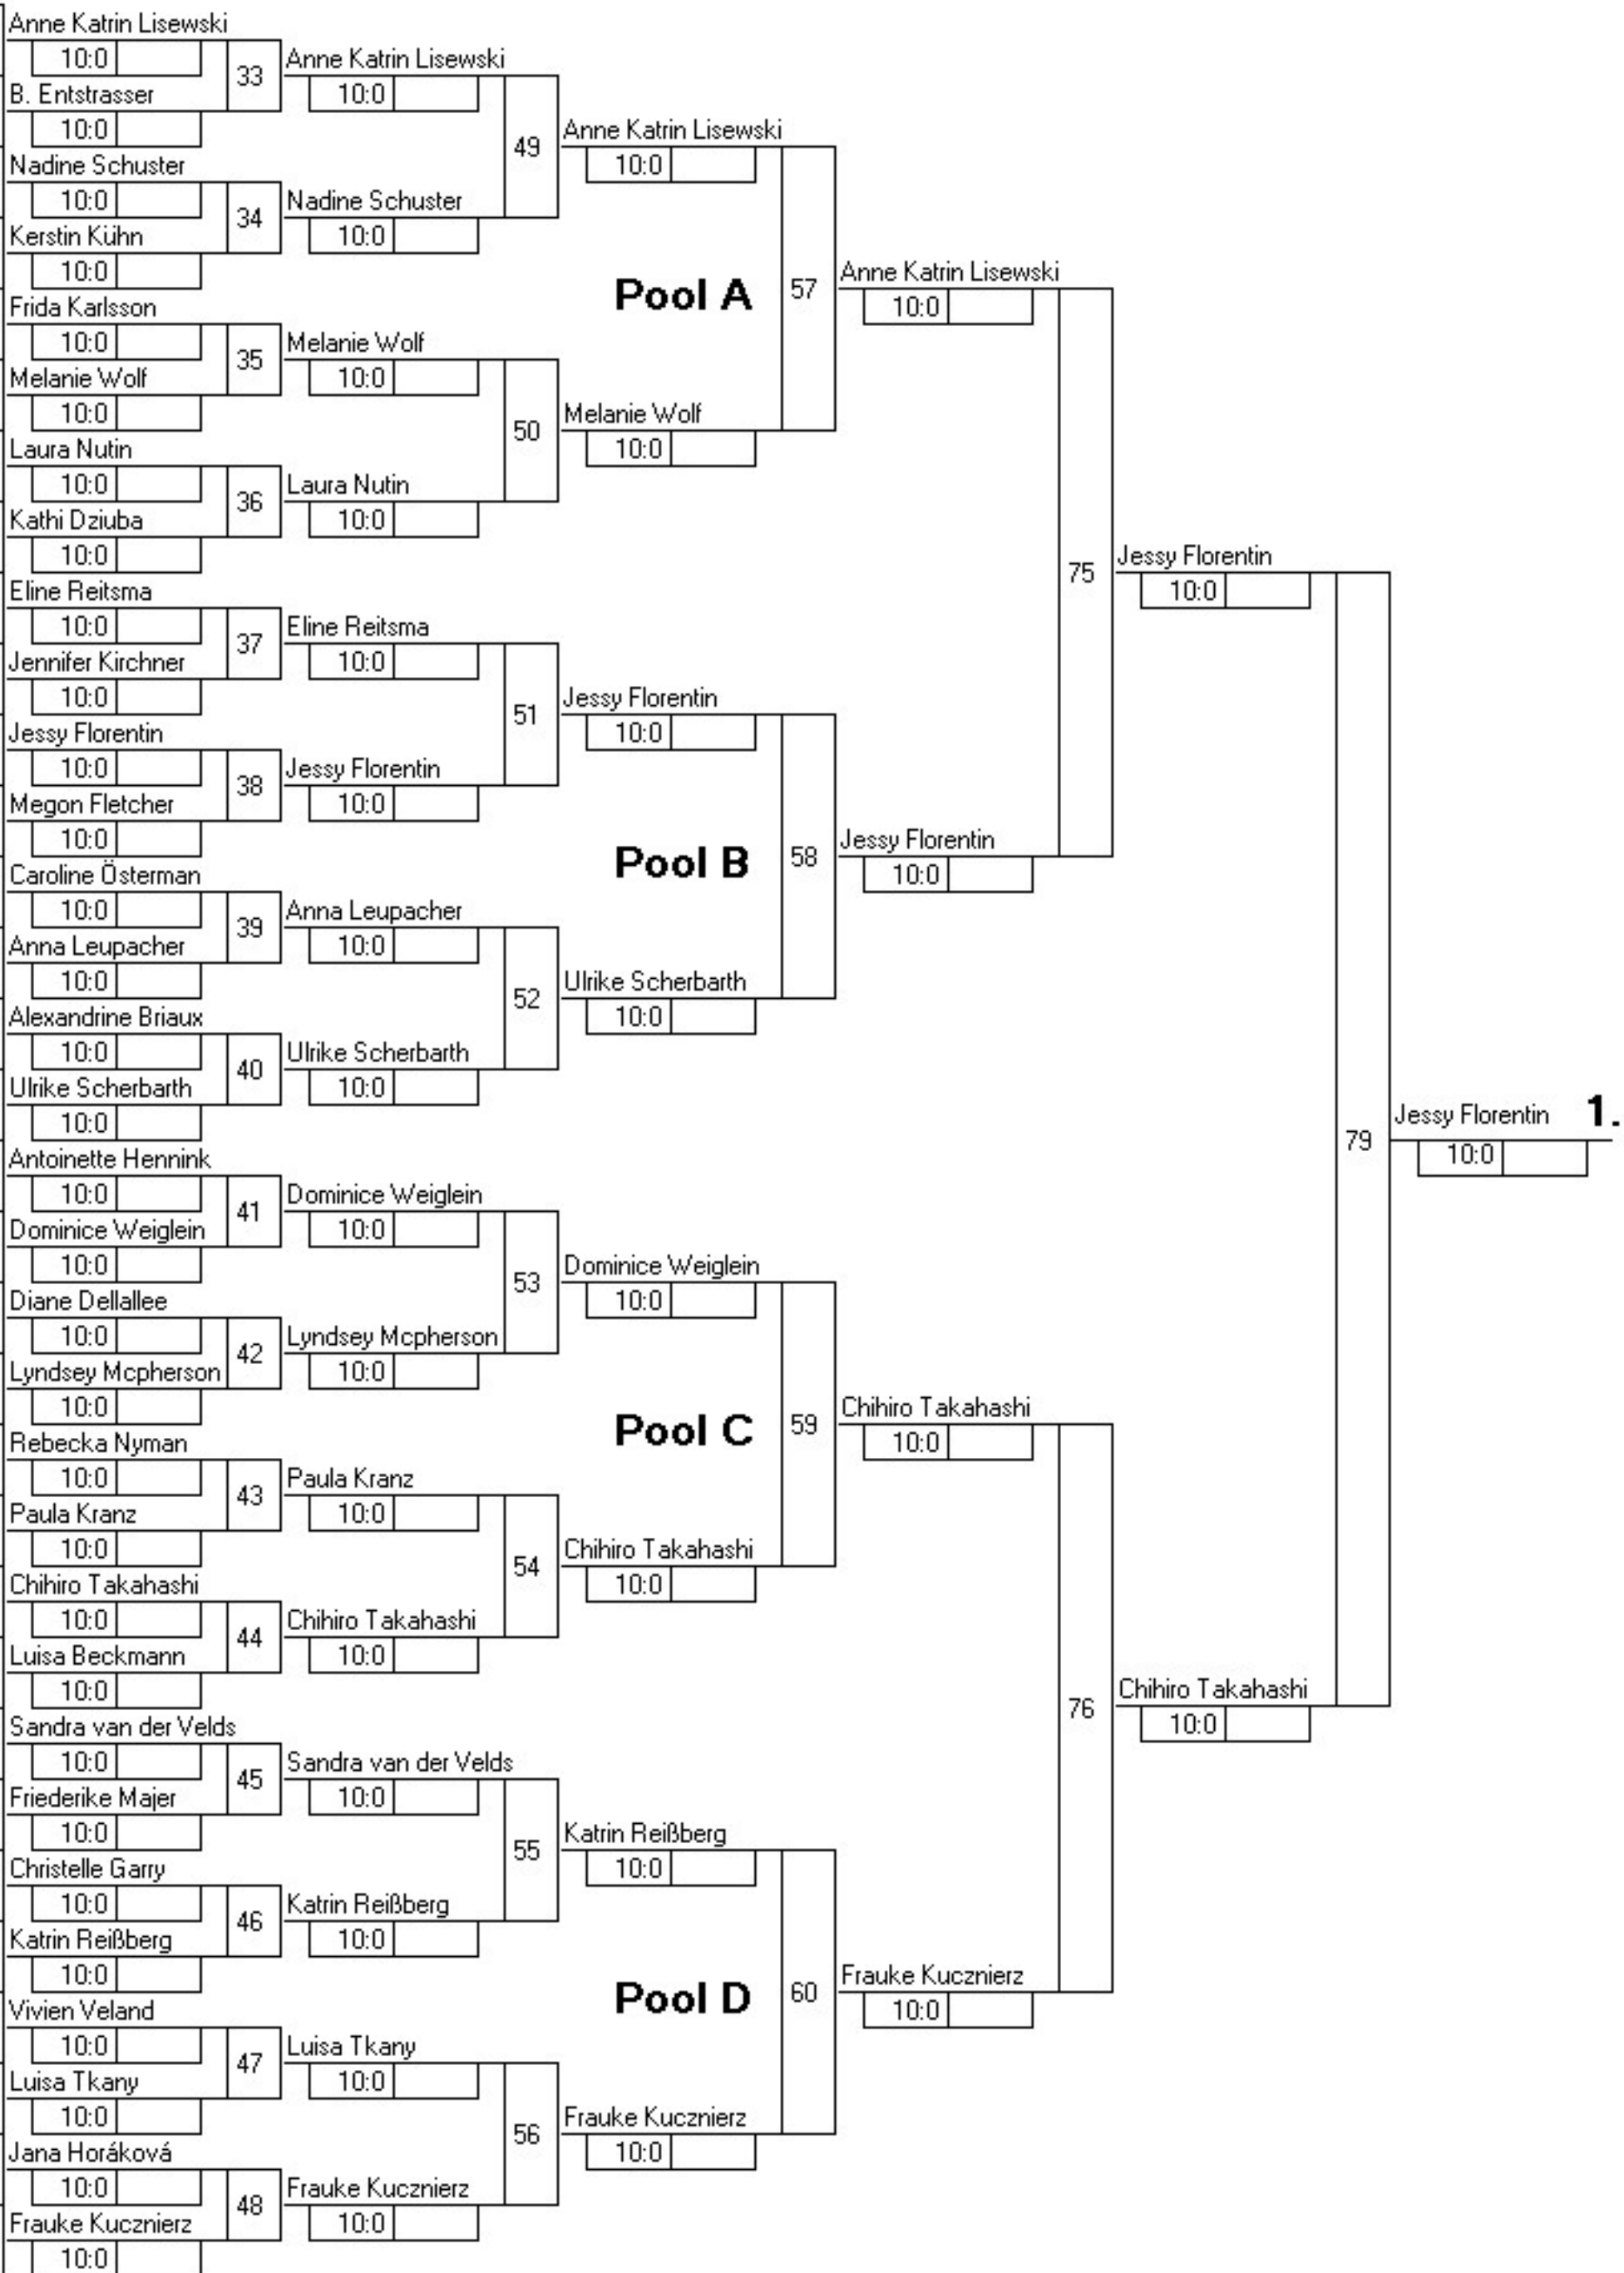 Anne Katrin Lisewski
10:0
B. Entstrasser
10:0
Nadine Schuster
10:0
Kerstin Kühn
10:0
Frida Karlsson
10:0
Melanie Wolf
10:0
Laura Nutin
10:0
Kathi Dziuba
10:0
Eline Reitsma
10:0
Jennifer Kirchner
10:0
Jessy Florentin
10:0
Megon Fletcher
10:0
Caroline Österman
10:0
Anna Leupacher
10:0
Alexandrine Briaux
10:0
Ulrike Scherbarth
10:0
Antoinette Hennink
10:0
Dominice Weiglein
10:0
Diane Dellallee
10:0
Lyndsey Mcpherson
10:0
Rebecka Nyman
10:0
Paula Kranz
10:0
Chihiro Takahashi
10:0
Luisa Beckmann
10:0
Sandra van der Velds
10:0
Friederike Majer
10:0
Christelle Garry
10:0
Katrin Reißberg
10:0
Vivien Veland
10:0
Luisa Tkany
10:0
Jana Horáková
10:0
Frauke Kucznierz
10:0
33
34
35
36
37
38
39
40
41
42
43
44
45
46
47
48
Anne Katrin Lisewski
10:0
Nadine Schuster
10:0
Melanie Wolf
10:0
Laura Nutin
10:0
Eline Reitsma
10:0
Jessy Florentin
10:0
Anna Leupacher
10:0
Ulrike Scherbarth
10:0
Dominice Weiglein
10:0
Lyndsey Mcpherson
10:0
Paula Kranz
10:0
Chihiro Takahashi
10:0
Sandra van der Velds
10:0
Katrin Reißberg
10:0
Luisa Tkany
10:0
Frauke Kucznierz
10:0
49
50
51
52
53
54
55
56
Anne Katrin Lisewski
10:0
Pool A
Melanie Wolf
10:0
Jessy Florentin
10:0
Pool B
Ulrike Scherbarth
10:0
Dominice Weiglein
10:0
Pool C
Chihiro Takahashi
10:0
Katrin Reißberg
10:0
Pool D
Frauke Kucznierz
10:0
57
58
59
60
Anne Katrin Lisewski
10:0
Jessy Florentin
10:0
Chihiro Takahashi
10:0
Frauke Kucznierz
10:0
75
76
Jessy Florentin
10:0
Chihiro Takahashi
10:0
79
Jessy Florentin 1.
10:0